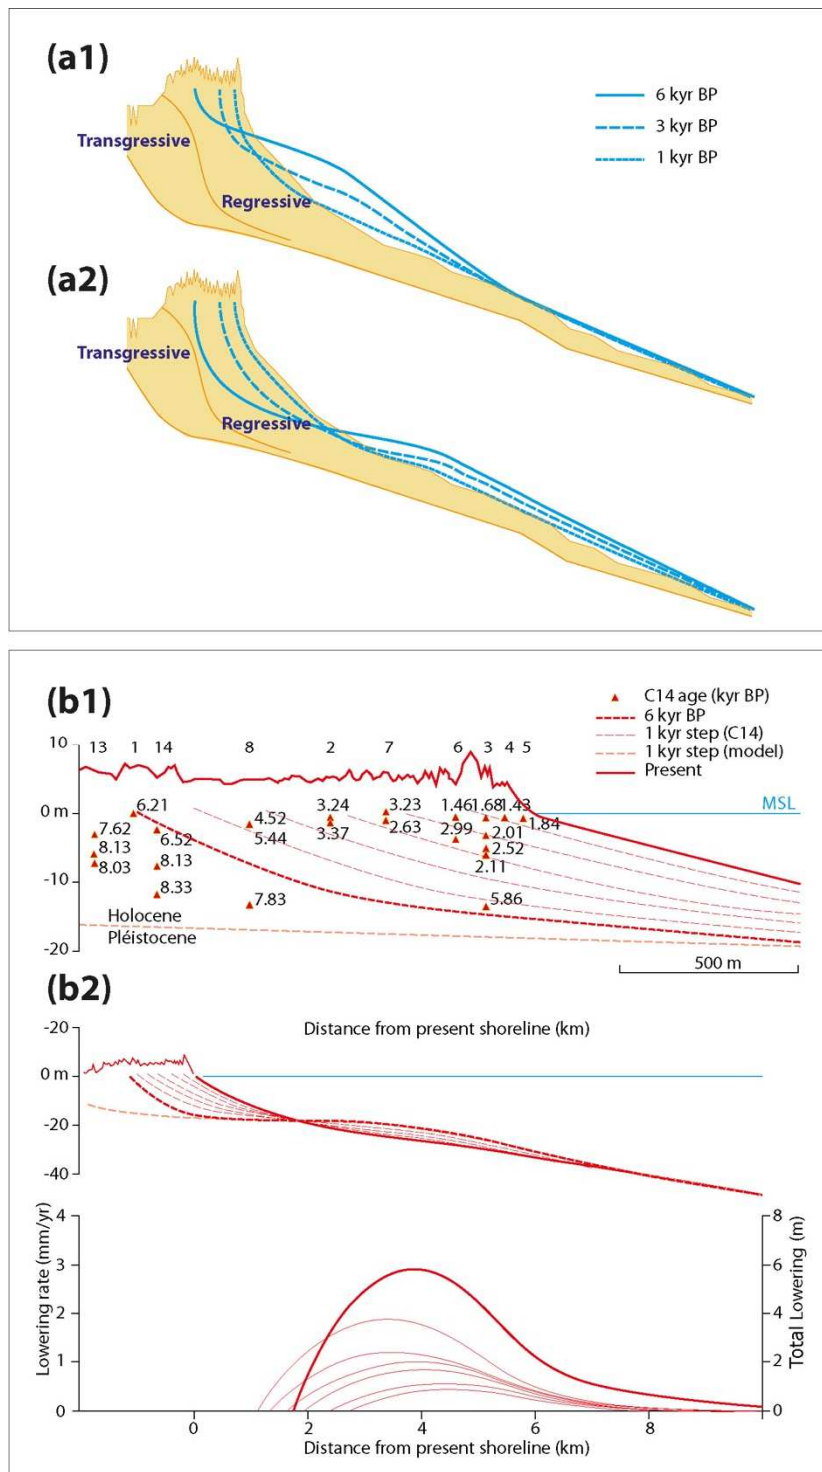 (a1)
6 kyr BP
3 kyr BP
1 kyr BP
Transgressive
Regressive
(a2)
Transgressive
Regressive
(b1)
C14 age (kyr BP)
6 kyr BP
1 kyr step (C14)
1 kyr step (model)
Present
10
13 1 14 8 2 7 6 3 4 5
0 m
MSL
6.21
7.62
8.13
8.03
6.52
8.13
8.33
4.52
5.44
7.83
3.24
3.37
3.23
2.63
1.46
2.99
1.68
2.01
2.52
2.11
5.86
1.43
1.84
-10
Holocene
Pléistocene
-20
500 m
(b2)
-20
Distance from present shoreline (km)
0 m
-20
-40
Lowering rate (mm/yr)
4
3
2
1
0
Total Lowering (m)
8
6
4
2
0
0 2 4 6 8
Distance from present shoreline (km)